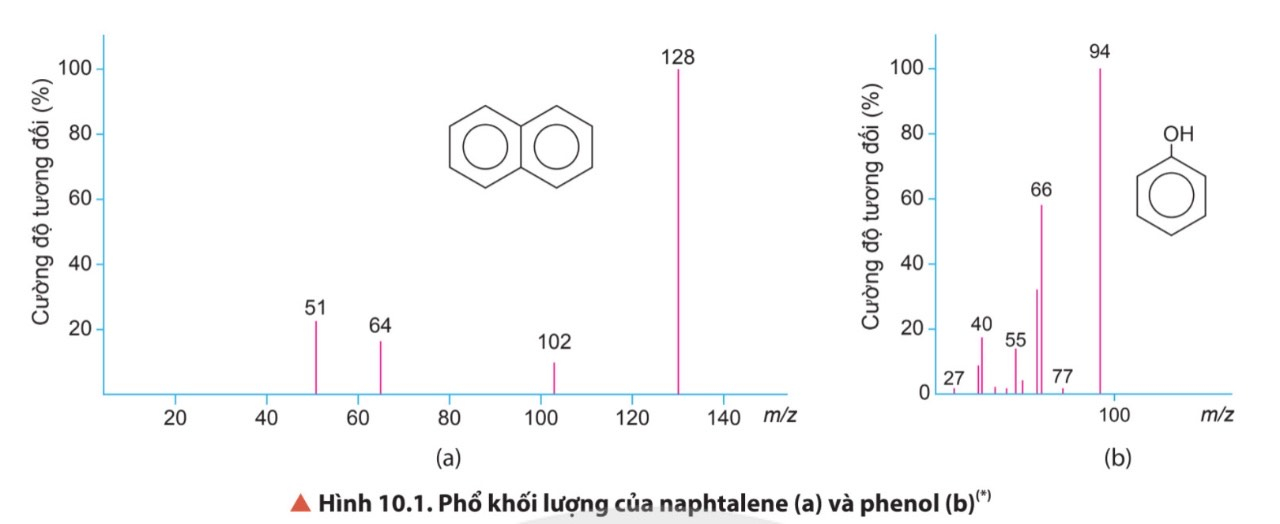 Cường độ tương đối (%)
100
80
60
40
20
128
51
64
102
20 40 60 80 100 120 140 m/z
(a)
Cường độ tương đối (%)
100
80
60
40
20
0
94
OH
66
40
55
27
77
100 m/z
(b)
▲ Hình 10.1. Phổ khối lượng của naphtalene (a) và phenol (b)(*)